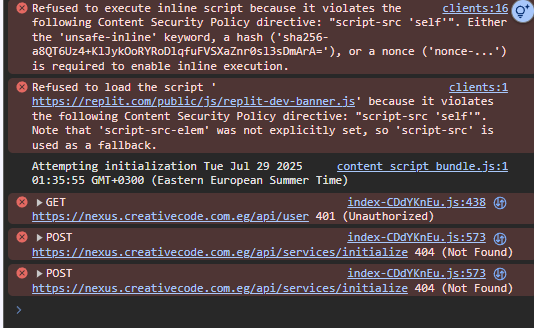 Refused to execute inline script because it violates the clients:16
following Content Security Policy directive: "script-src 'self'". Either
the 'unsafe-inline' keyword, a hash ('sha256-
a8QT6Uz4+KlJykOoRYRoDlqfuFVSXaZnr0sl3sDmArA='), or a nonce ('nonce-...')
is required to enable inline execution.
Refused to load the script ' clients:1
https://replit.com/public/js/replit-dev-banner.js' because it violates
the following Content Security Policy directive: "script-src 'self'".
Note that 'script-src-elem' was not explicitly set, so 'script-src' is
used as a fallback.
Attempting initialization Tue Jul 29 2025 content script bundle.js:1
01:35:55 GMT+0300 (Eastern European Summer Time)
GET index-CDdYKnEu.js:438
https://nexus.creativecode.com.eg/api/user 401 (Unauthorized)
POST index-CDdYKnEu.js:573
https://nexus.creativecode.com.eg/api/services/initialize 404 (Not Found)
POST index-CDdYKnEu.js:573
https://nexus.creativecode.com.eg/api/services/initialize 404 (Not Found)